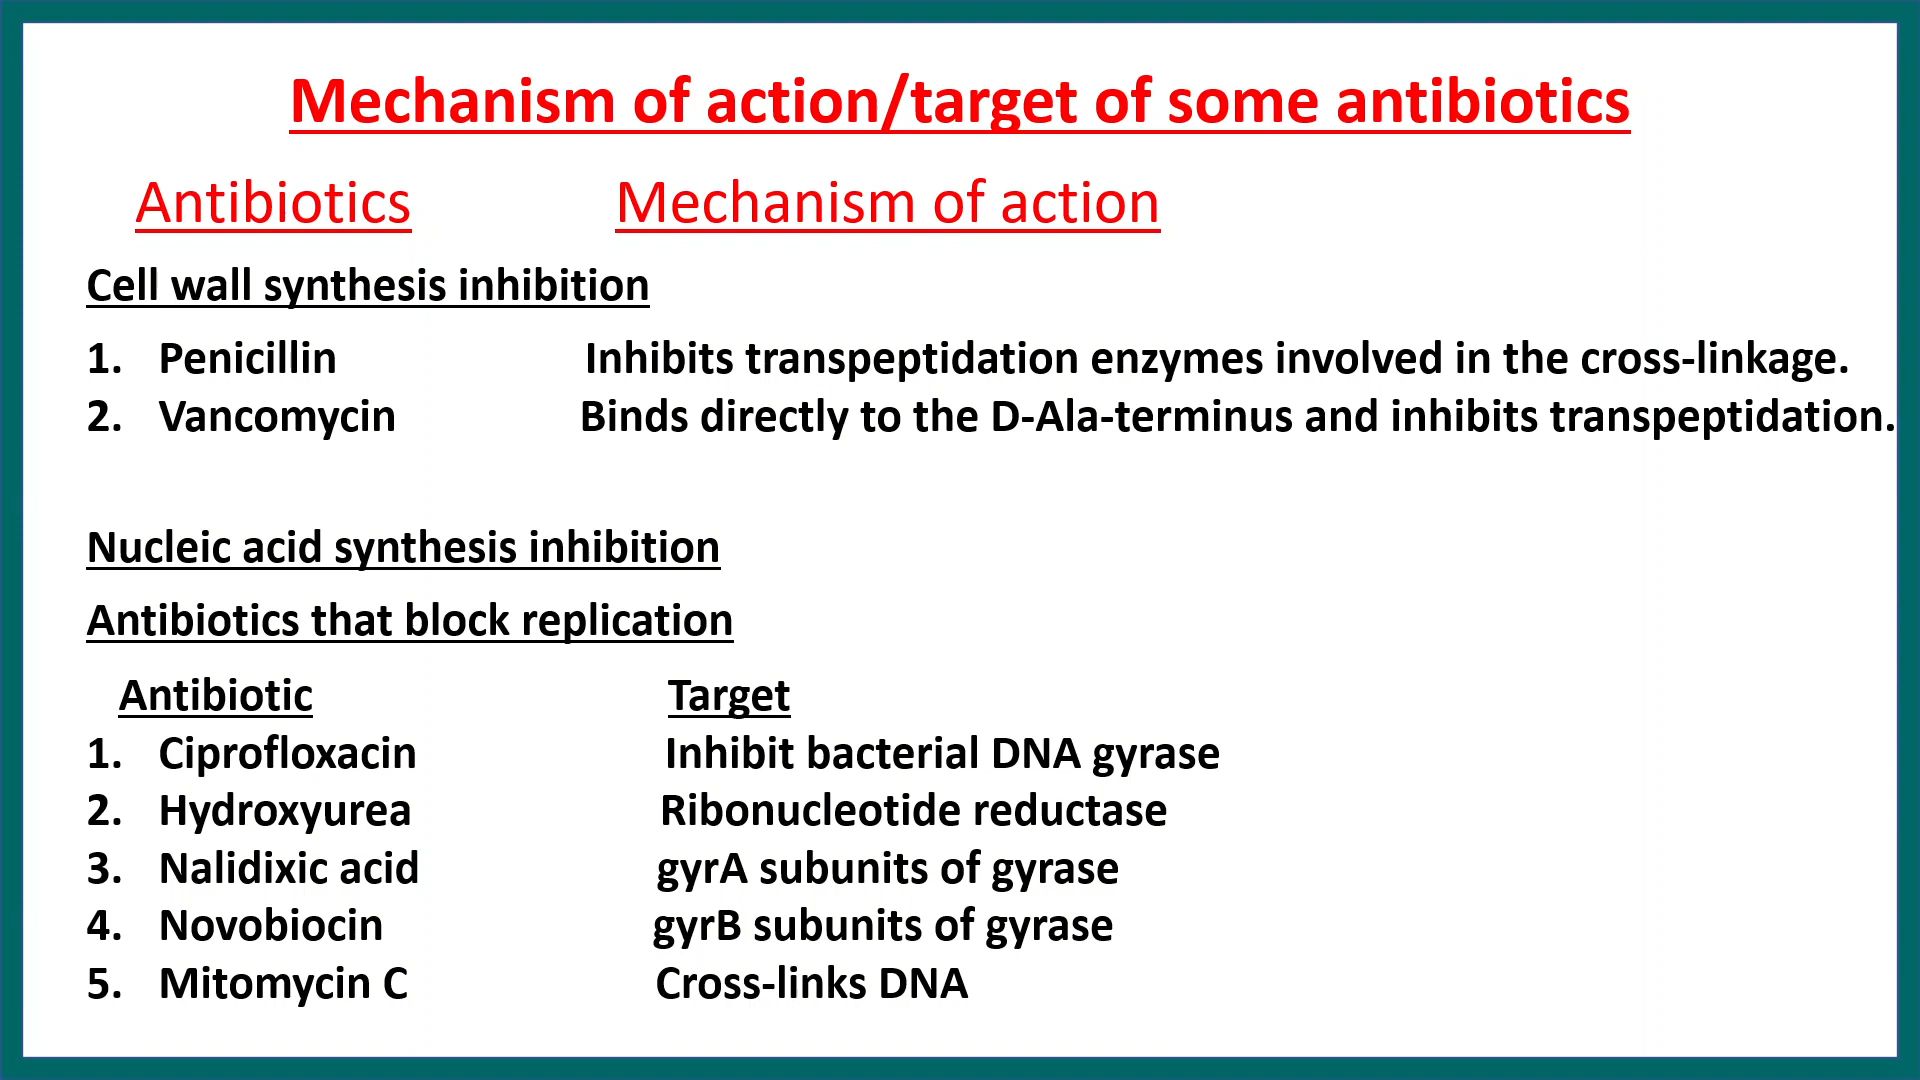 Mechanism of action/target of some antibiotics
Antibiotics Mechanism of action
Cell wall synthesis inhibition
1. Penicillin Inhibits transpeptidation enzymes involved in the cross-linkage.
2. Vancomycin Binds directly to the D-Ala-terminus and inhibits transpeptidation.
Nucleic acid synthesis inhibition
Antibiotics that block replication
Antibiotic Target
1. Ciprofloxacin Inhibit bacterial DNA gyrase
2. Hydroxyurea Ribonucleotide reductase
3. Nalidixic acid gyrA subunits of gyrase
4. Novobiocin gyrB subunits of gyrase
5. Mitomycin C Cross-links DNA